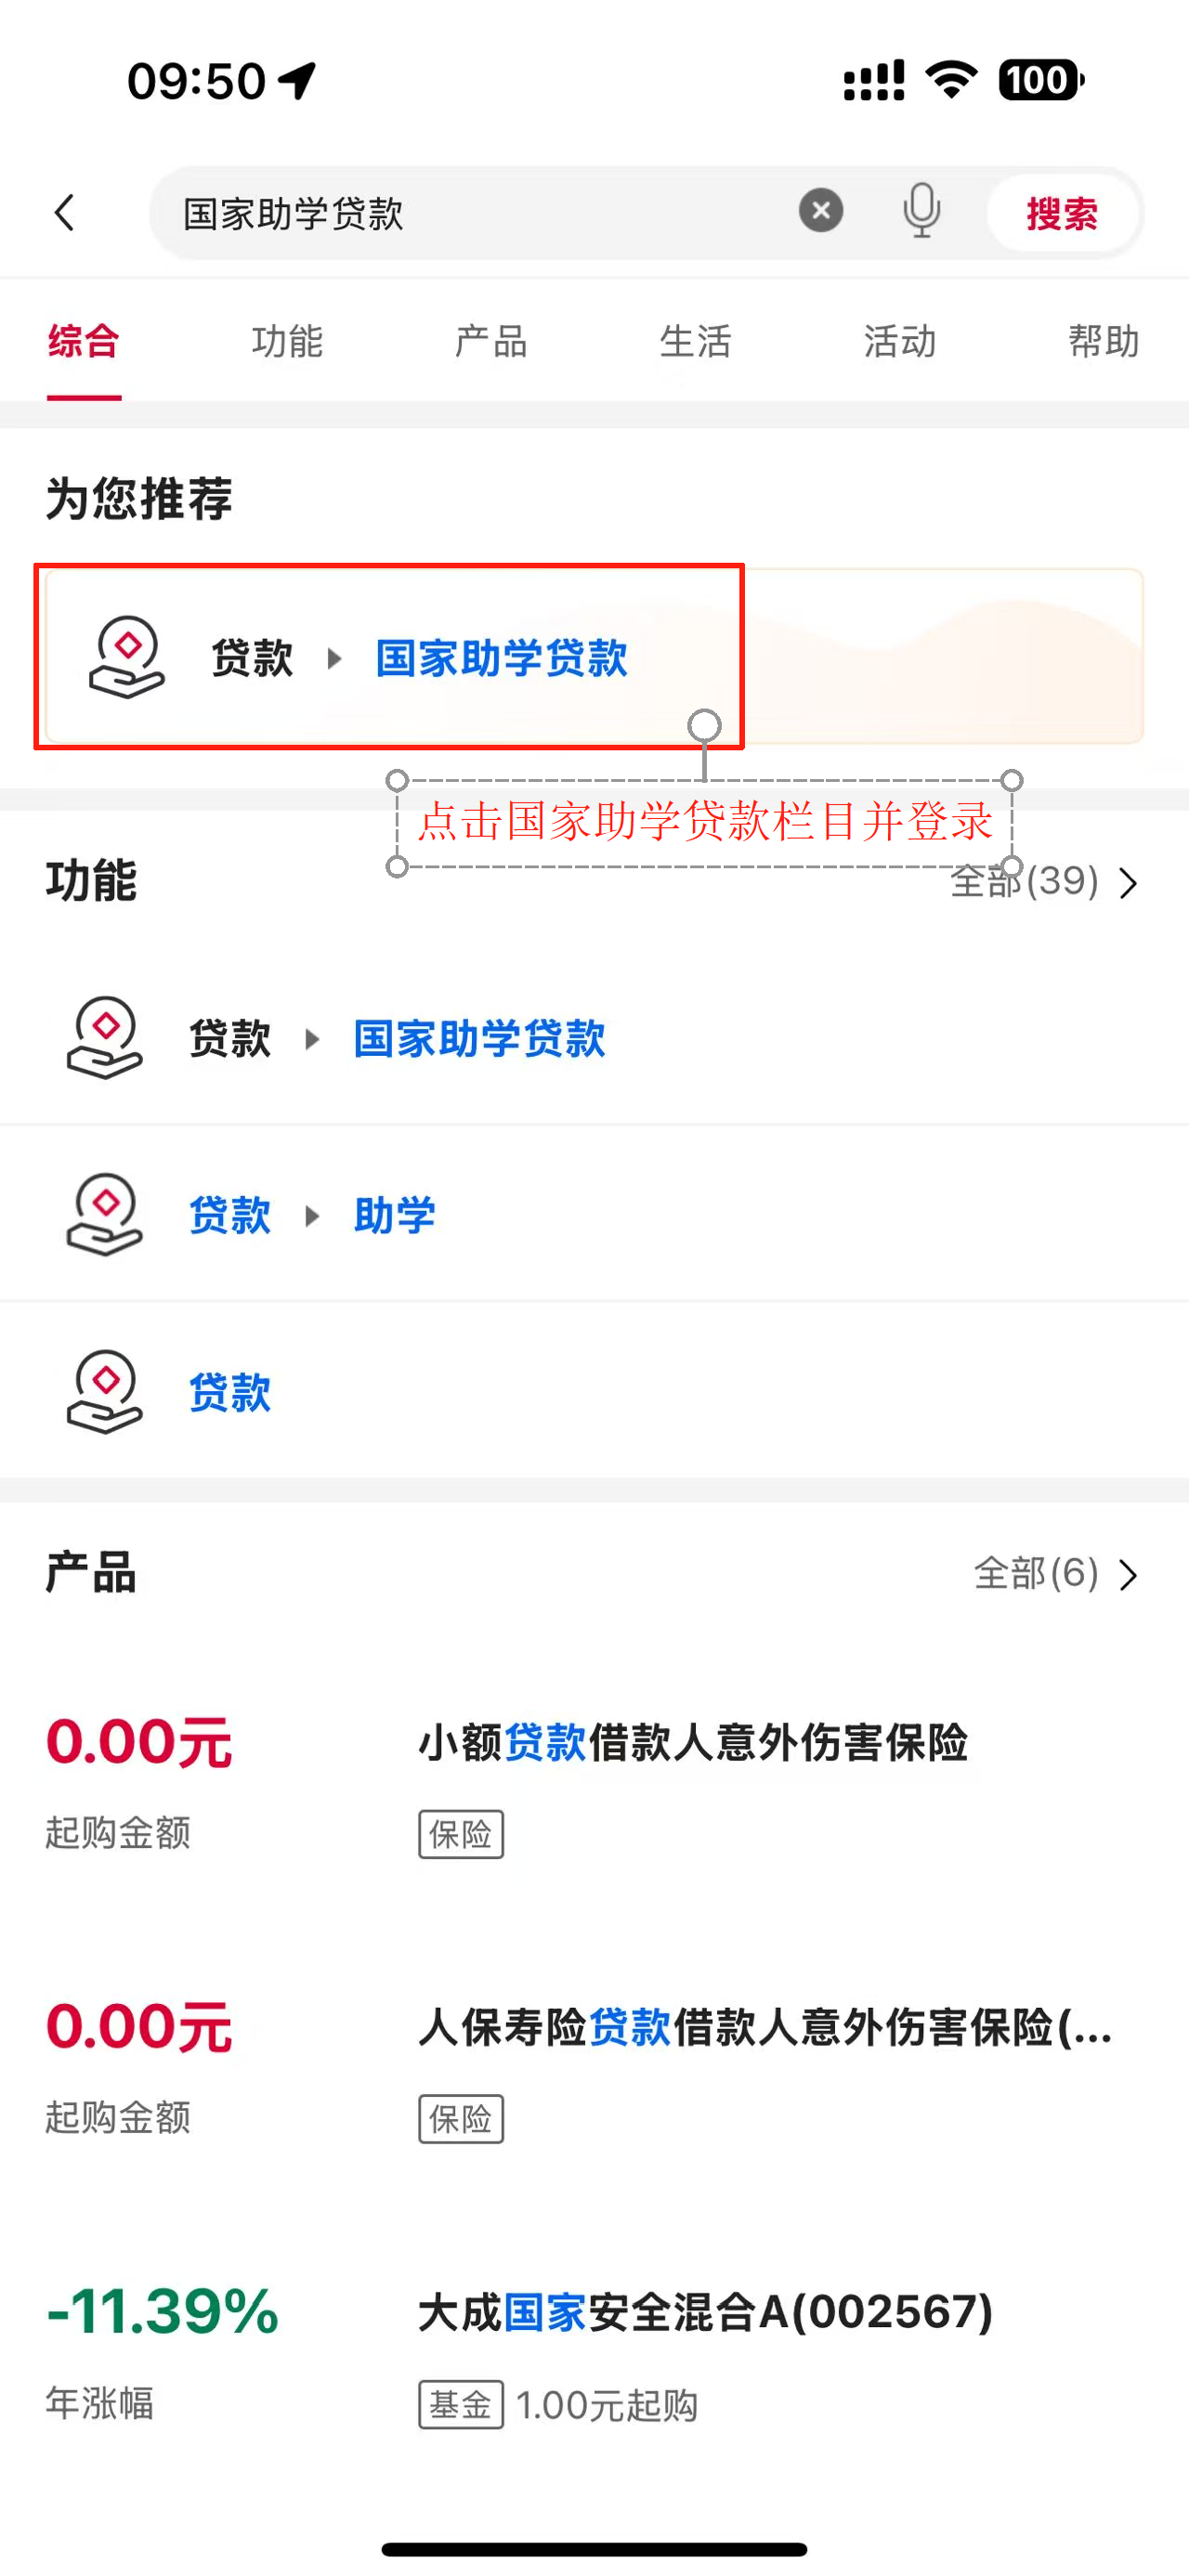 09:50
100
国家助学贷款
搜索
综合 功能 产品 生活 活动 帮助
为您推荐
贷款 国家助学贷款
点击国家助学贷款栏目并登录
功能 全部(39)
贷款 国家助学贷款
贷款 助学
贷款
产品 全部(6)
0.00元 小额贷款借款人意外伤害保险
起购金额 保险
0.00元 人保寿险贷款借款人意外伤害保险(...
起购金额 保险
-11.39% 大成国家安全混合A(002567)
年涨幅 基金 1.00元起购